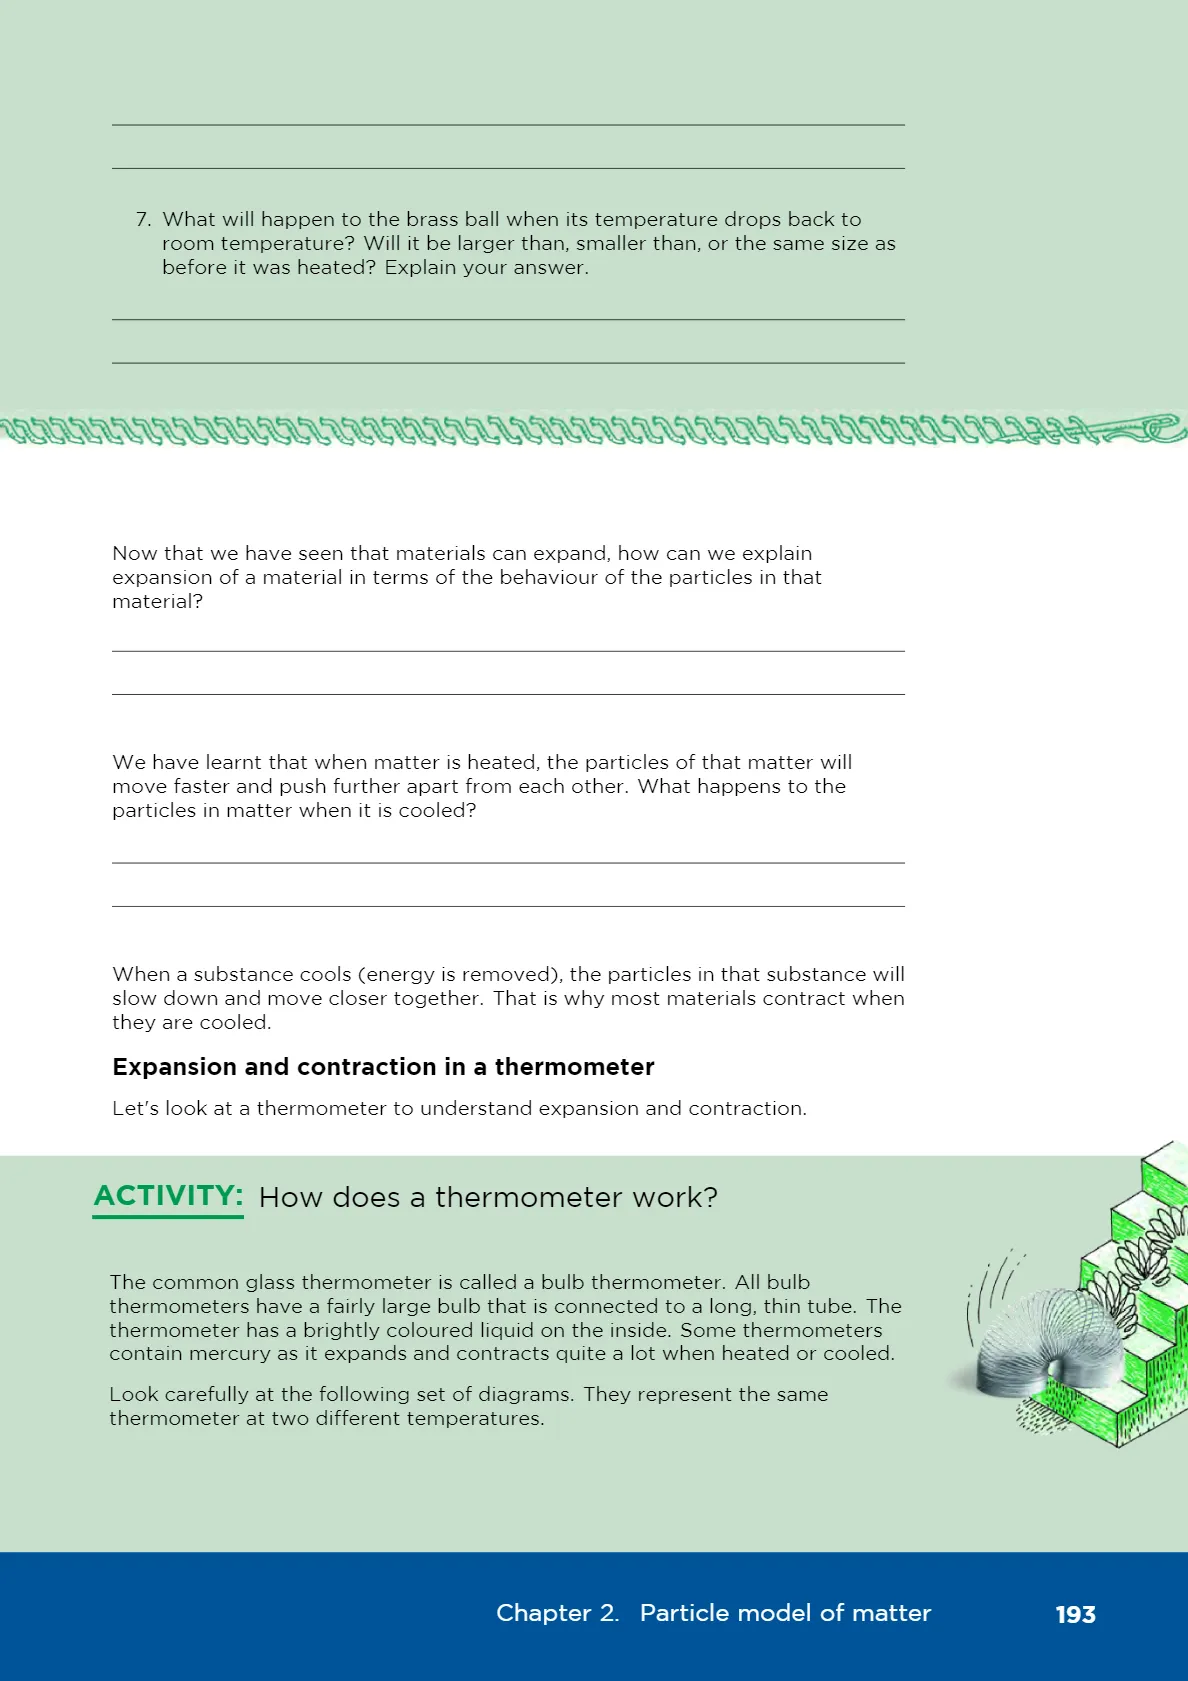 7. What will happen to the brass ball when its temperature drops back to
room temperature? Will it be larger than, smaller than, or the same size as
before it was heated? Explain your answer.
Now that we have seen that materials can expand, how can we explain
expansion of a material in terms of the behaviour of the particles in that
material?
We have learnt that when matter is heated, the particles of that matter will
move faster and push further apart from each other. What happens to the
particles in matter when it is cooled?
When a substance cools (energy is removed), the particles in that substance will
slow down and move closer together. That is why most materials contract when
they are cooled.
Expansion and contraction in a thermometer
Let's look at a thermometer to understand expansion and contraction.
ACTIVITY: How does a thermometer work?
The common glass thermometer is called a bulb thermometer. All bulb
thermometers have a fairly large bulb that is connected to a long, thin tube. The
thermometer has a brightly coloured liquid on the inside. Some thermometers
contain mercury as it expands and contracts quite a lot when heated or cooled.
Look carefully at the following set of diagrams. They represent the same
thermometer at two different temperatures.
Chapter 2. Particle model of matter 193